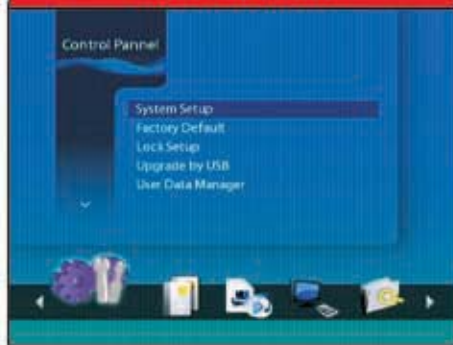 Control Pannel
System Setup
Factory Default
Lock Setup
Upgrade by USB
User Data Manager